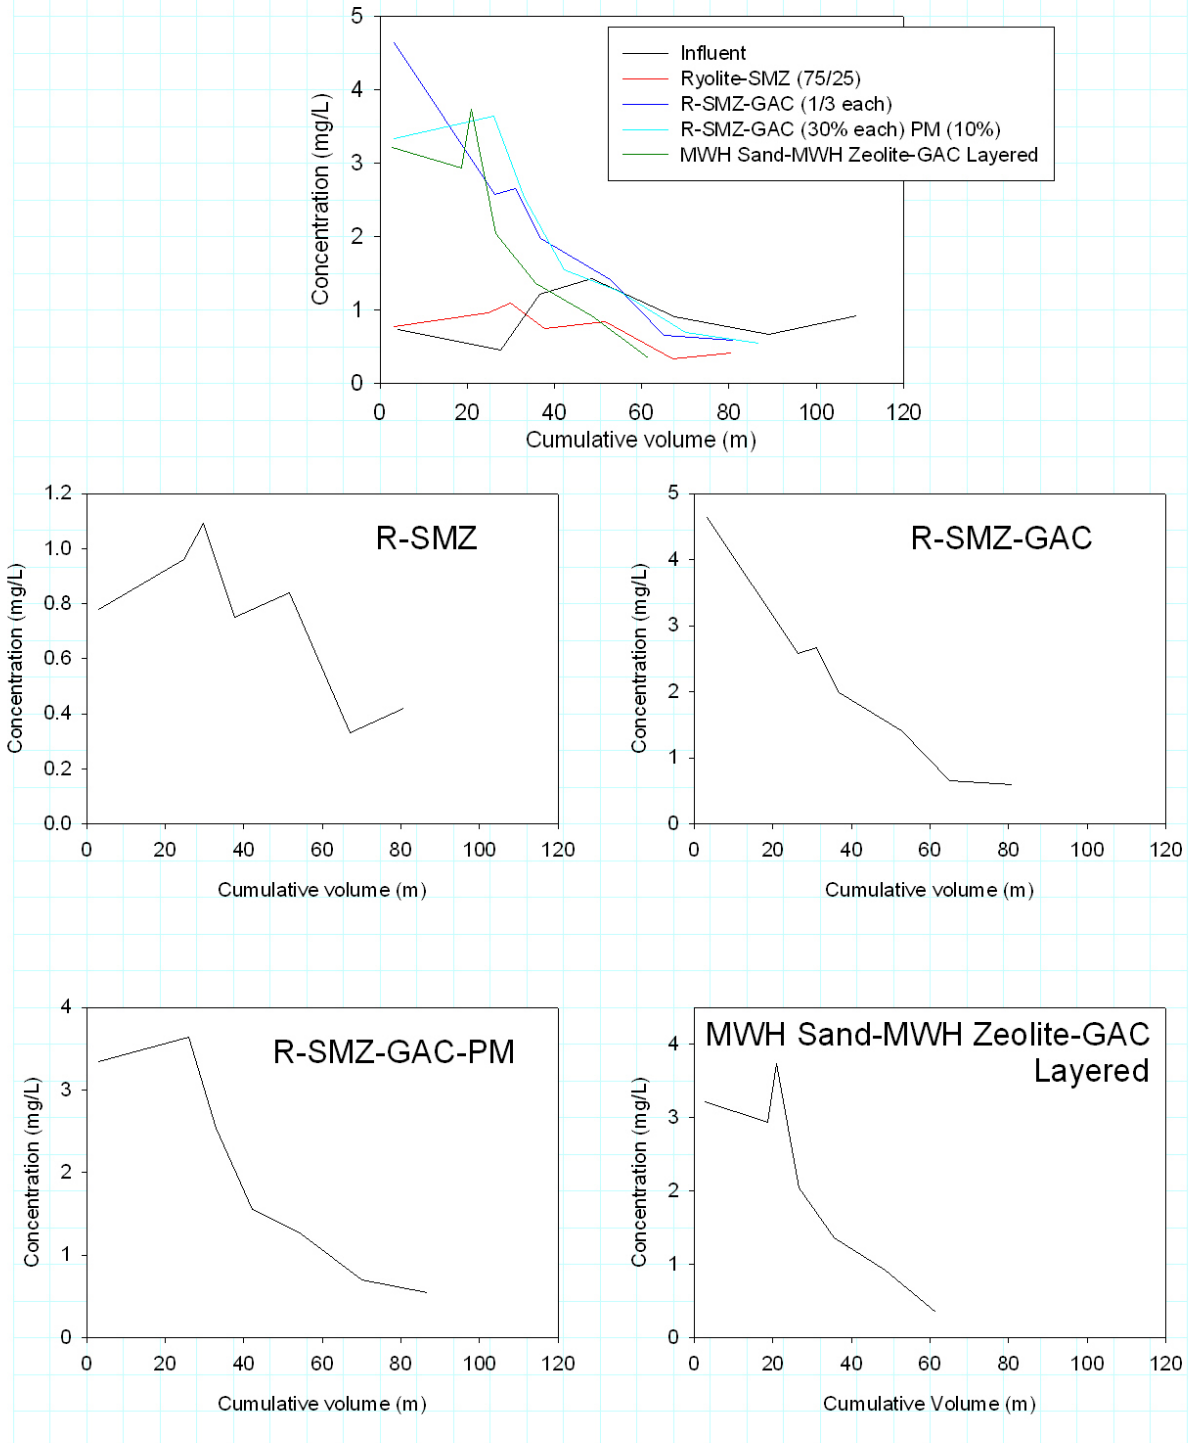 5
4
3
2
1
0
Concentration (mg/L)
0 20 40 60 80 100 120
Cumulative volume (m)
Influent
Ryolite-SMZ (75/25)
R-SMZ-GAC (1/3 each)
R-SMZ-GAC (30% each) PM (10%)
MWH Sand-MWH Zeolite-GAC Layered
R-SMZ
1.2
1.0
0.8
0.6
0.4
0.2
0.0
Concentration (mg/L)
0 20 40 60 80 100 120
Cumulative volume (m)
R-SMZ-GAC
5
4
3
2
1
0
Concentration (mg/L)
0 20 40 60 80 100 120
Cumulative volume (m)
R-SMZ-GAC-PM
4
3
2
1
0
Concentration (mg/L)
0 20 40 60 80 100 120
Cumulative volume (m)
MWH Sand-MWH Zeolite-GAC
Layered
4
3
2
1
0
Concentration (mg/L)
0 20 40 60 80 100 120
Cumulative Volume (m)